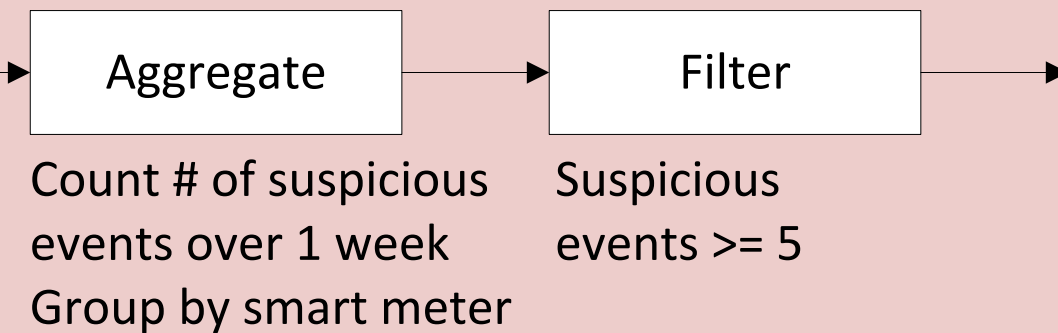 Aggregate
Count # of suspicious
events over 1 week
Group by smart meter
Filter
Suspicious
events >= 5